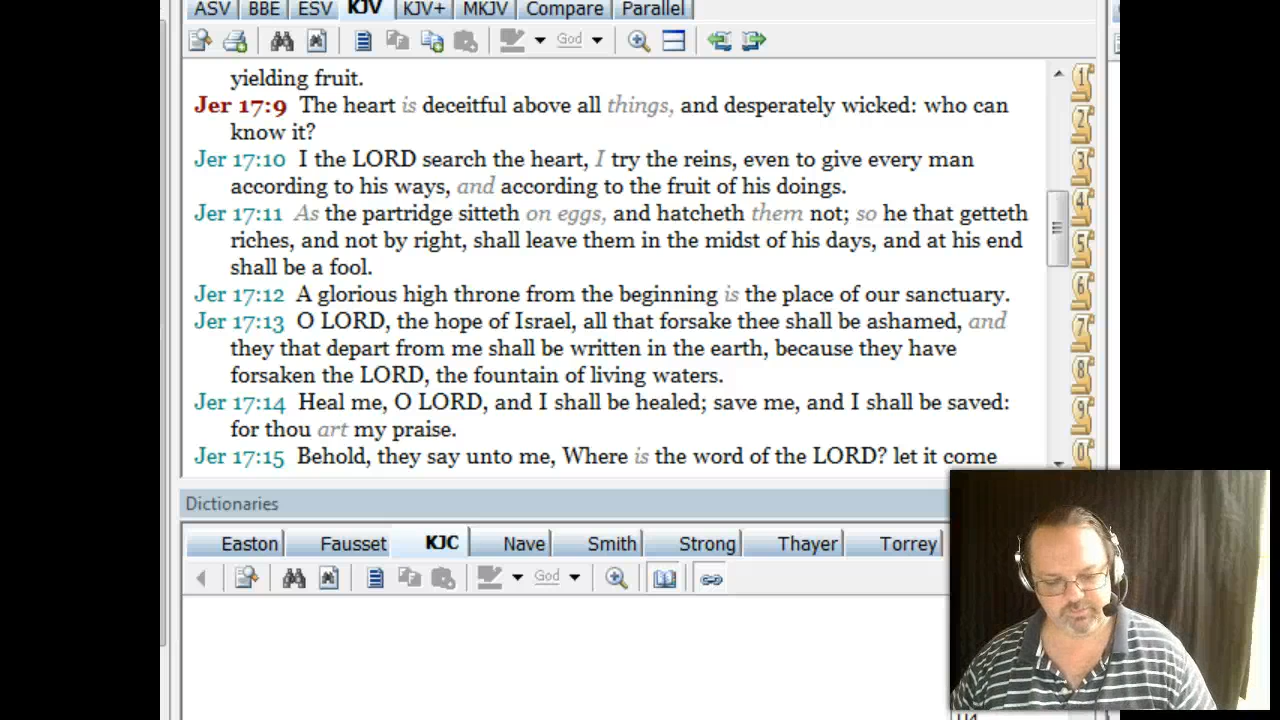 ASV BBE ESV KJV KJV+ MKJV Compare Parallel
God
yielding fruit.
Jer 17:9 The heart is deceitful above all things, and desperately wicked: who can
know it?
Jer 17:10 I the LORD search the heart, I try the reins, even to give every man
according to his ways, and according to the fruit of his doings.
Jer 17:11 As the partridge sitteth on eggs, and hatcheth them not; so he that getteth
riches, and not by right, shall leave them in the midst of his days, and at his end
shall be a fool.
Jer 17:12 A glorious high throne from the beginning is the place of our sanctuary.
Jer 17:13 O LORD, the hope of Israel, all that forsake thee shall be ashamed, and
they that depart from me shall be written in the earth, because they have
forsaken the LORD, the fountain of living waters.
Jer 17:14 Heal me, O LORD, and I shall be healed; save me, and I shall be saved:
for thou art my praise.
Jer 17:15 Behold, they say unto me, Where is the word of the LORD? let it come
1
2
3
4
5
6
7
8
9
0
Dictionaries
Easton Fausset KJC Nave Smith Strong Thayer Torrey
God